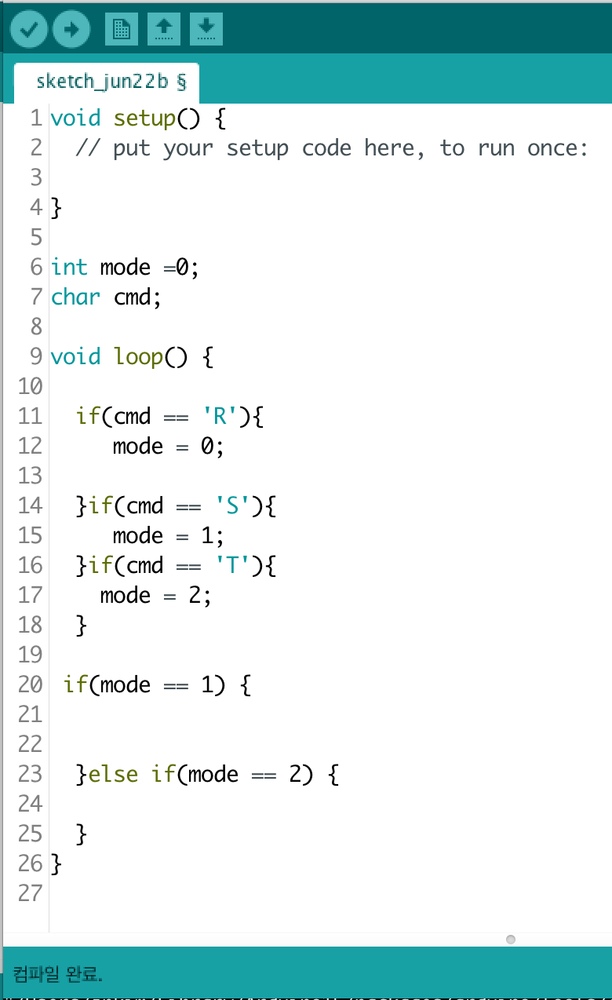 sketch_jun22b §
1 void setup() {
2 // put your setup code here, to run once:
3
4 }
5
6 int mode =0;
7 char cmd;
8
9 void loop() {
10
11 if(cmd == 'R'){
12 mode = 0;
13
14 }if(cmd == 'S'){
15 mode = 1;
16 }if(cmd == 'T'){
17 mode = 2;
18 }
19
20 if(mode == 1) {
21
22
23 }else if(mode == 2) {
24
25 }
26 }
27
컴파일 완료.